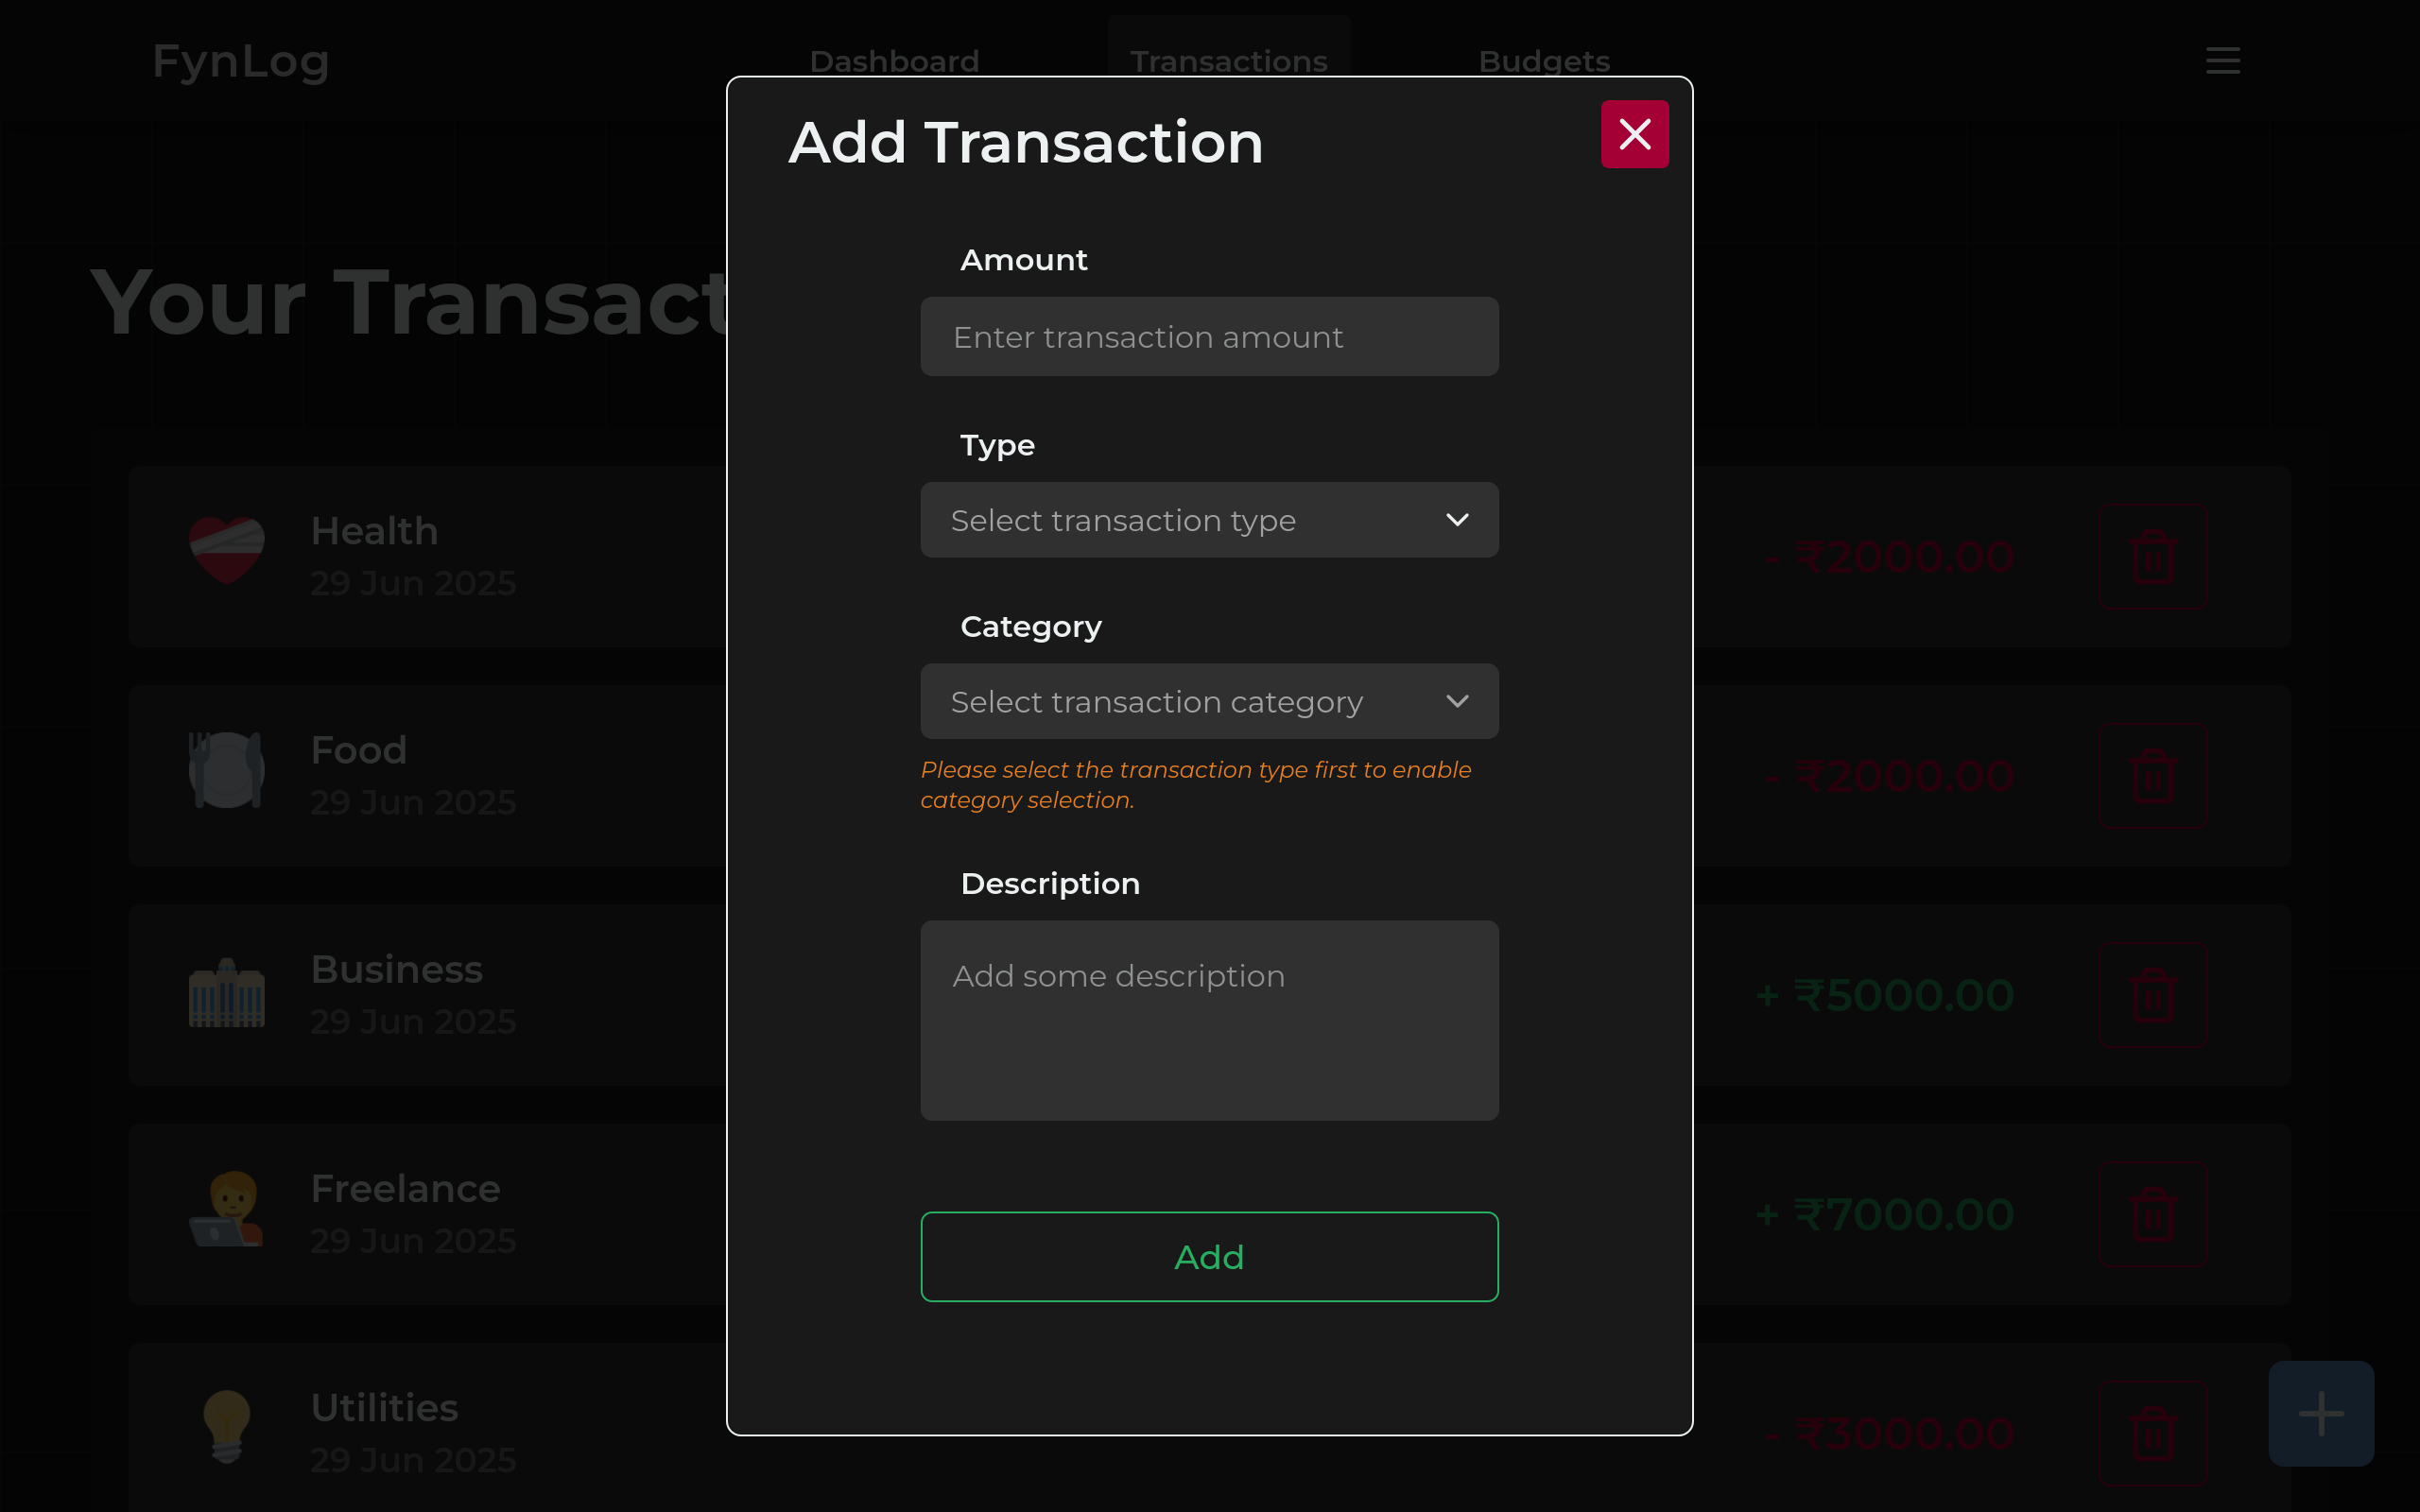 FynLog
Dashboard
Transactions
Budgets
Add Transaction
Your Transact
Amount
Enter transaction amount
Type
Select transaction type
Category
Select transaction category
Please select the transaction type first to enable
category selection.
Description
Add some description
Add
Health
29 Jun 2025
- ₹2000.00
Food
29 Jun 2025
- ₹2000.00
Business
29 Jun 2025
+ ₹5000.00
Freelance
29 Jun 2025
+ ₹7000.00
Utilities
29 Jun 2025
- ₹3000.00